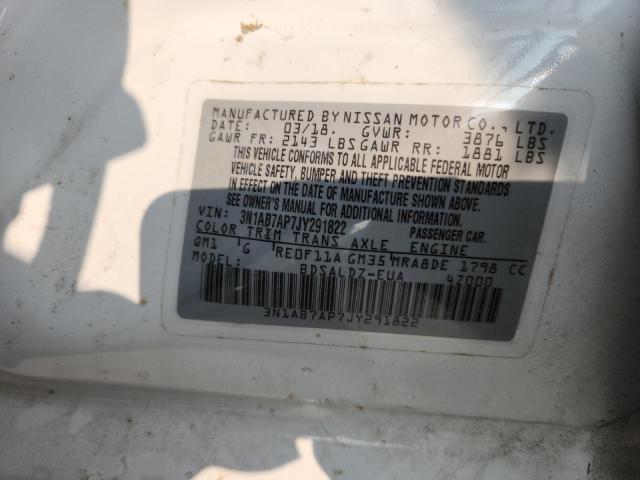 MANUFACTURED BY NISSAN MOTOR CO., LTD.
DATE: 03/18. GVWR: 3876 LBS
GAWR FR: 2143 LBS GAWR RR: 1881 LBS
THIS VEHICLE CONFORMS TO ALL APPLICABLE FEDERAL MOTOR
VEHICLE SAFETY, BUMPER AND THEFT PREVENTION STANDARDS
IN EFFECT ON THE DATE OF MANUFACTURE SHOWN ABOVE.
SEE OWNER'S MANUAL FOR ADDITIONAL INFORMATION.
VIN: 3N1AB7AP7JY291822 PASSENGER CAR.
COLOR TRIM TRANS AXLE ENGINE
QM1 G RE0F11A GM35 MRA8DE 1798 CC
MODEL: BDSALDZ-EUA 4Z000
3N1AB7AP7JY291822